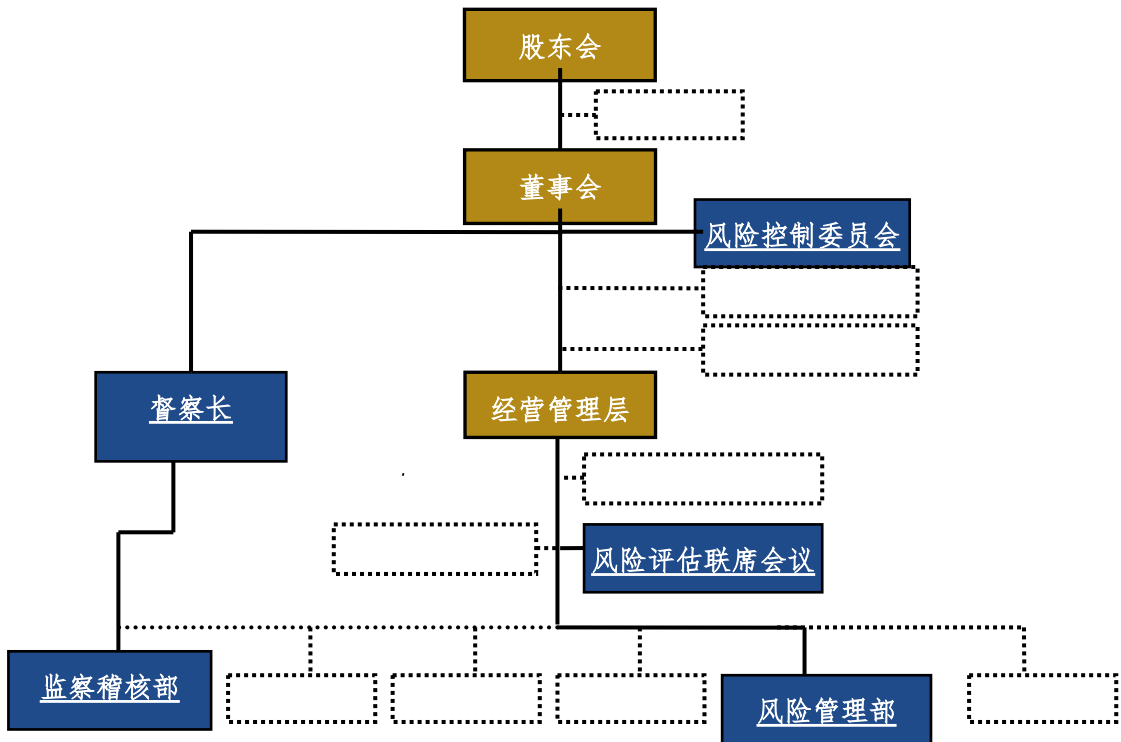 股东会
董事会
风险控制委员会
督察长
经营管理层
风险评估联席会议
监察稽核部
风险管理部